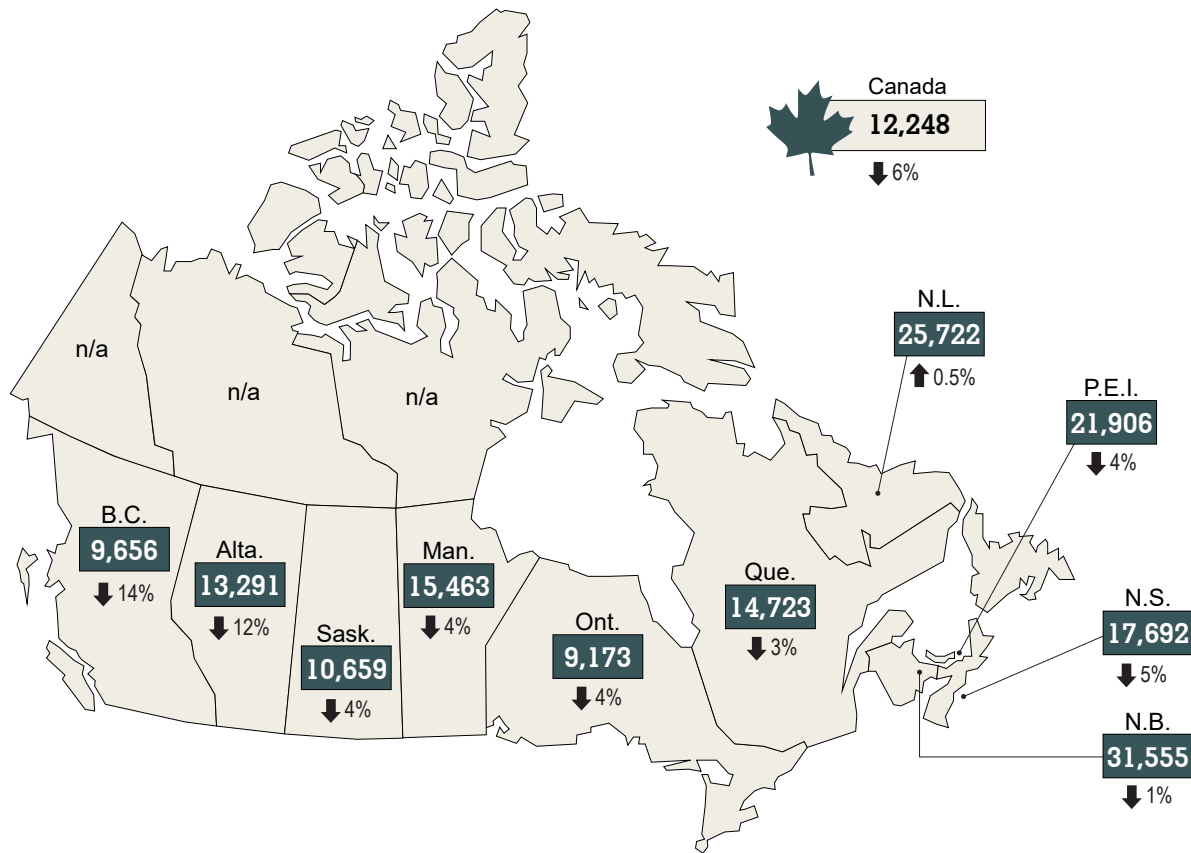 Canada
12,248
6%
N.L.
25,722
0.5%
P.E.I.
21,906
4%
n/a
n/a
n/a
B.C.
9,656
14%
Alta.
13,291
12%
Sask.
10,659
4%
Man.
15,463
4%
Ont.
9,173
4%
Que.
14,723
3%
N.S.
17,692
5%
N.B.
31,555
1%